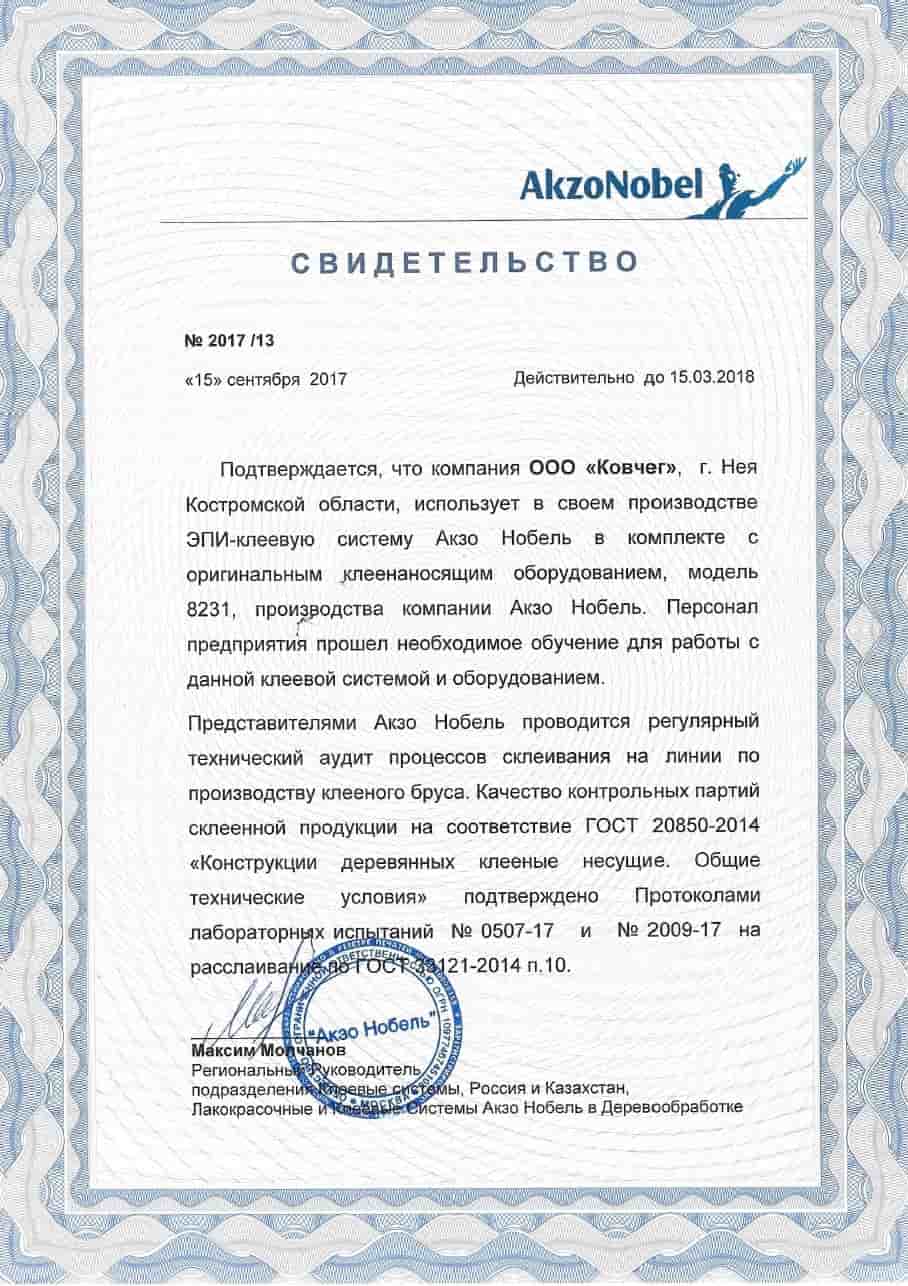 AkzoNobel
СВИДЕТЕЛЬСТВО
№ 2017 /13
«15» сентября 2017 Действительно до 15.03.2018
Подтверждается, что компания ООО «Ковчег», г. Нея
Костромской области, использует в своем производстве
ЭПИ-клеевую систему Акзо Нобель в комплекте с
оригинальным клеенаносящим оборудованием, модель
8231, производства компании Акзо Нобель. Персонал
предприятия прошел необходимое обучение для работы с
данной клеевой системой и оборудованием.
Представителями Акзо Нобель проводится регулярный
технический аудит процессов склеивания на линии по
производству клееного бруса. Качество контрольных партий
склеенной продукции на соответствие ГОСТ 20850-2014
«Конструкции деревянных клееные несущие. Общие
технические условия» подтверждено Протоколами
лабораторных испытаний № 0507-17 и № 2009-17 на
расслаивание по ГОСТ 33121-2014 п.10.
"Акзо Нобель"
МОСКВА
Максим Молчанов
Региональный Руководитель
подразделения Клеевые системы, Россия и Казахстан,
Лакокрасочные и Клеевые Системы Акзо Нобель в Деревообработке